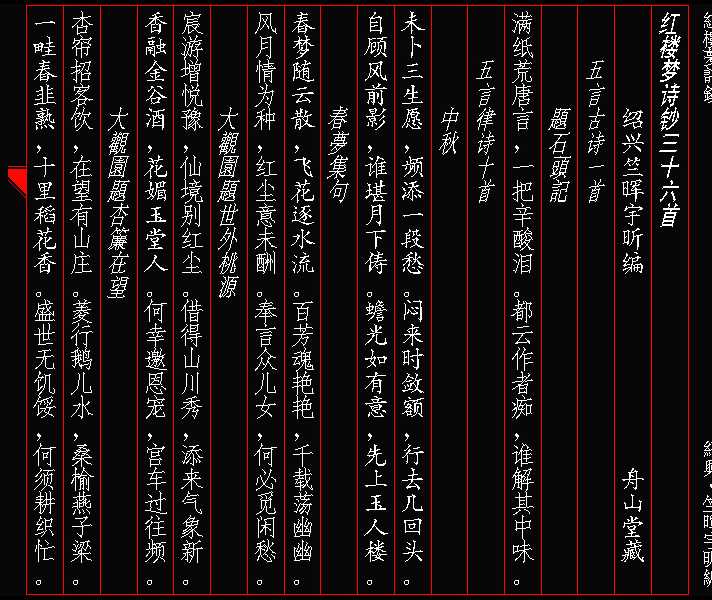 红楼梦诗钞三十六首
绍兴竺晖宇昕编　舟山堂藏
五言古诗一首
題石頭記
满纸荒唐言，一把辛酸泪。都云作者痴，谁解其中味。
五言律诗十首
中秋
未卜三生愿，频添一段愁。闷来时敛额，行去几回头。
自顾风前影，谁堪月下俦。蟾光如有意，先上玉人楼。
春夢集句
春梦随云散，飞花逐水流。百芳魂艳艳，千载荡幽幽。
风月情为种，红尘意未酬。奉言众儿女，何必觅闲愁。
大觀園題世外桃源
宸游增悦豫，仙境别红尘。借得山川秀，添来气象新。
香融金谷酒，花媚玉堂人。何幸邀恩宠，宫车过往频。
大觀園題杏簾在望
杏帘招客饮，在望有山庄。菱行鹅儿水，桑榆燕子梁。
一畦春韭熟，十里稻花香。盛世无饥馁，何须耕织忙。